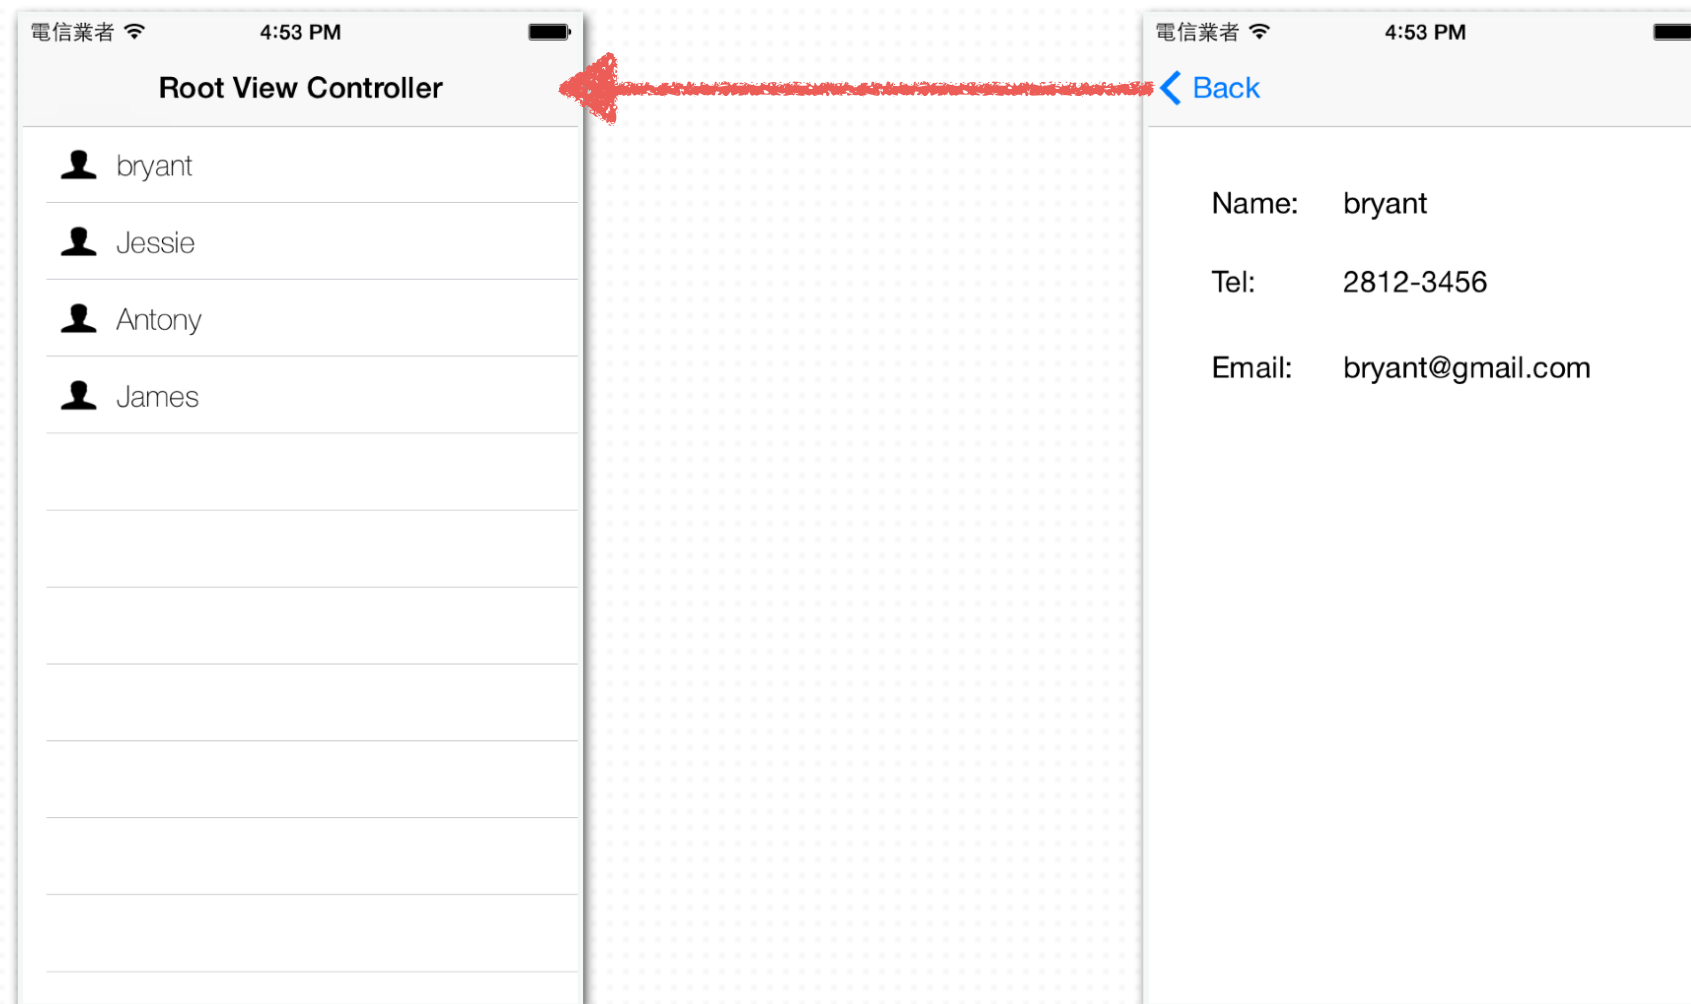 電信業者 4:53 PM
Root View Controller
bryant
Jessie
Antony
James
電信業者 4:53 PM
Back
Name: bryant
Tel: 2812-3456
Email: bryant@gmail.com